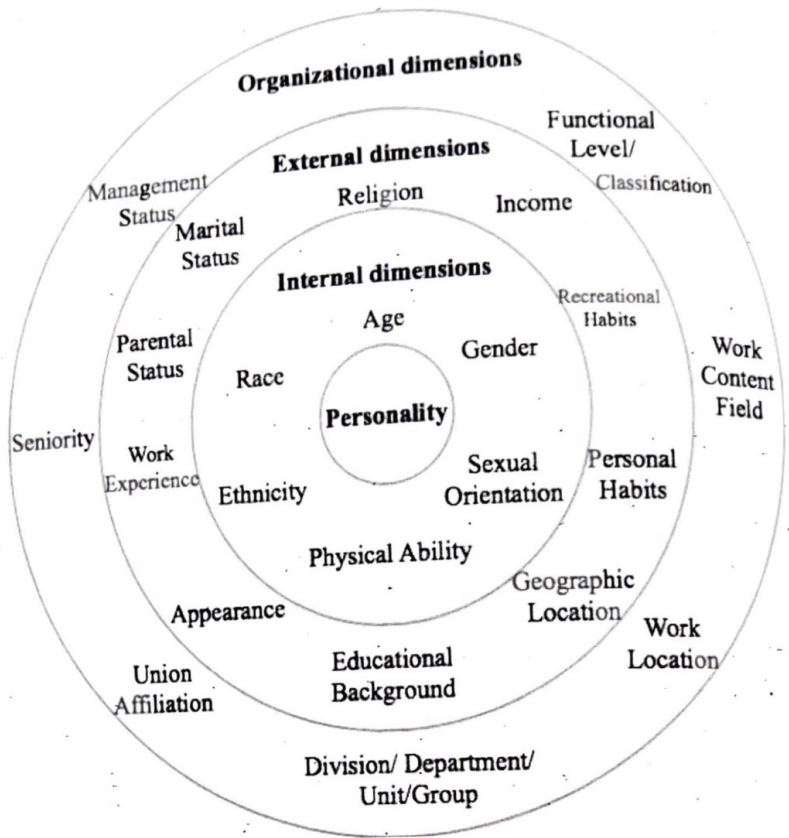 Organizational dimensions
Functional
Level/
Classification
External dimensions
Management
Status
Religion
Income
Marital
Status
Internal dimensions
Recreational
Habits
Age
Parental
Status
Gender
Race
Work
Content
Field
Personality
Seniority
Work
Experience
Sexual
Orientation
Personal
Habits
Ethnicity
Physical Ability
Geographic
Location
Appearance
Work
Location
Educational
Background
Union
Affiliation
Division/ Department/
Unit/Group